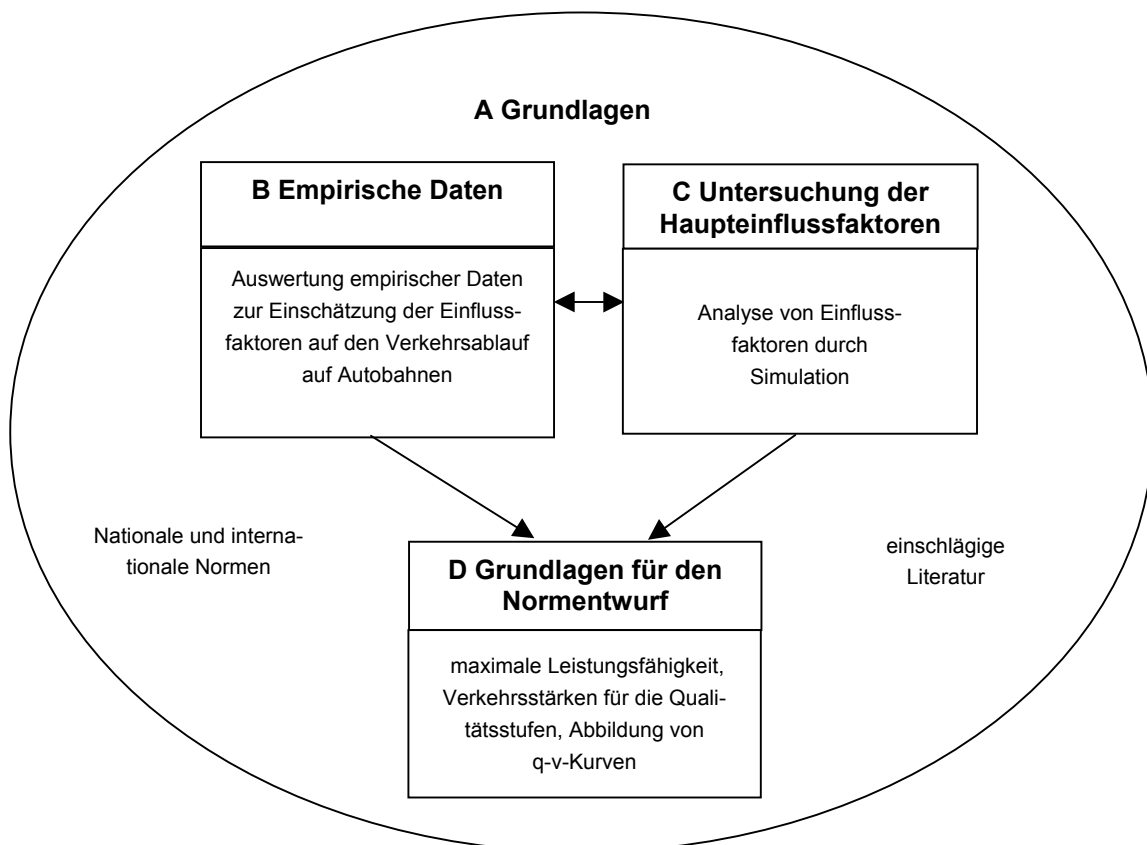 A Grundlagen
B Empirische Daten
Auswertung empirischer Daten
zur Einschätzung der Einfluss-
faktoren auf den Verkehrsablauf
auf Autobahnen
C Untersuchung der
Haupteinflussfaktoren
Analyse von Einfluss-
faktoren durch
Simulation
Nationale und interna-
tionale Normen
D Grundlagen für den
Normentwurf
maximale Leistungsfähigkeit,
Verkehrsstärken für die Quali-
tätsstufen, Abbildung von
q-v-Kurven
einschlägige
Literatur